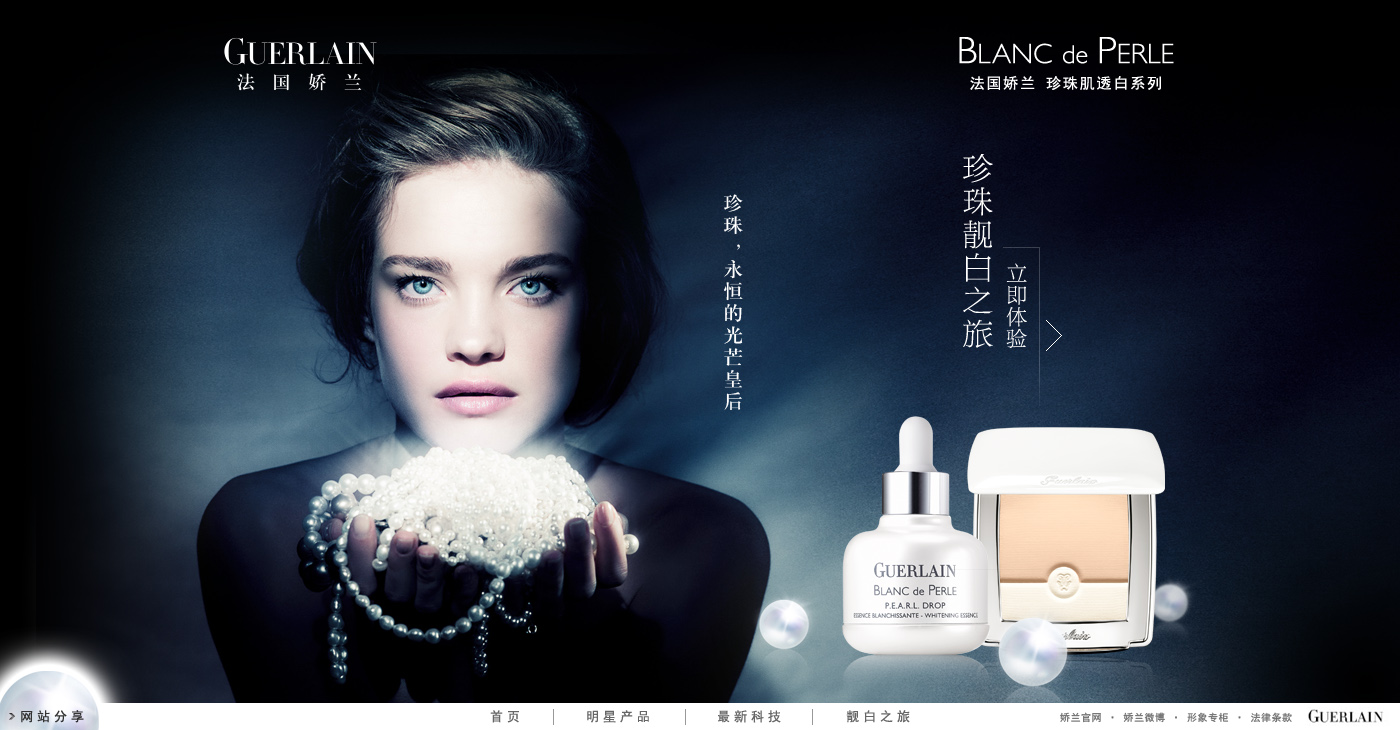 GUERLAIN
法国娇兰
BLANC de PERLE
法国娇兰 珍珠肌透白系列
珍珠，永恒的光芒皇后
珍珠靓白之旅
立即体验
GUERLAIN
BLANC de PERLE
P.E.A.R.L. DROP
ESSENCE BLANCHISSANTE - WHITENING ESSENCE
Guerlain
> 网站分享
首页
明星产品
最新科技
靓白之旅
娇兰官网 · 娇兰微博 · 形象专柜 · 法律条款
GUERLAIN